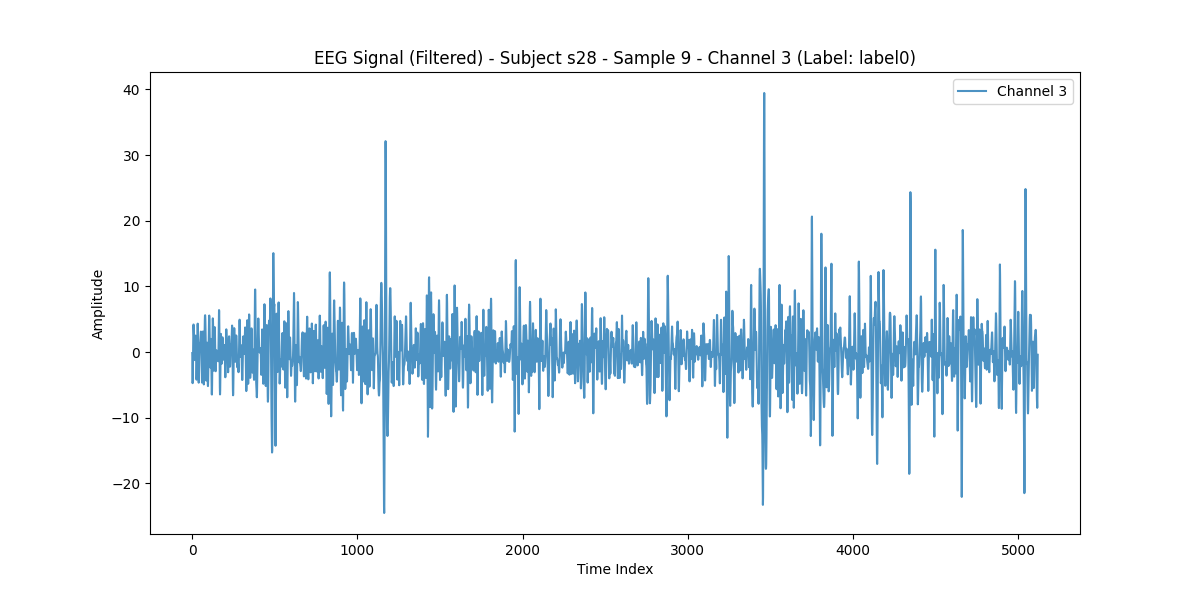 EEG Signal (Filtered) - Subject s28 - Sample 9 - Channel 3 (Label: label0)
Channel 3
40
30
20
10
0
−10
−20
Amplitude
0 1000 2000 3000 4000 5000
Time Index